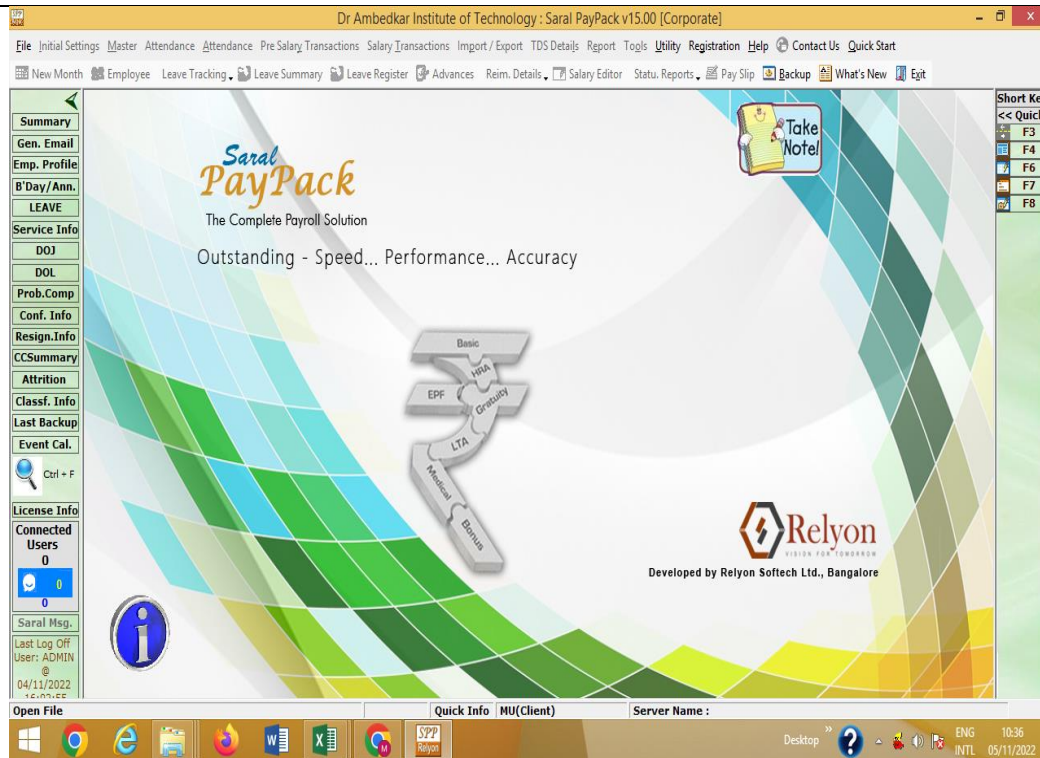 Dr Ambedkar Institute of Technology : Saral PayPack v15.00 [Corporate]
File Initial Settings Master Attendance Attendance Pre Salary Transactions Salary Transactions Import / Export TDS Details Report Tools Utility Registration Help Contact Us Quick Start
New Month Employee Leave Tracking Leave Summary Leave Register Advances Reim. Details Salary Editor Statu. Reports Pay Slip Backup What's New Exit
Summary
Gen. Email
Emp. Profile
B'Day/Ann.
LEAVE
Service Info
DOJ
DOL
Prob.Comp
Conf. Info
Resign.Info
CCSummary
Attrition
Classf. Info
Last Backup
Event Cal.
Ctrl + F
License Info
Connected
Users
0
0
0
Saral Msg.
Last Log Off
User: ADMIN
@
04/11/2022
Saral
PayPack
The Complete Payroll Solution
Outstanding - Speed... Performance... Accuracy
Take
Note!
Basic
HRA
EPF
Gratuity
LTA
Medical
Bonus
Relyon
VISION FOR TOMORROW
Developed by Relyon Softech Ltd., Bangalore
Short Ke
<< Quick
F3
F4
F6
F7
F8
Open File
Quick Info MU(Client) Server Name :
SPP
Relyon
Desktop
ENG
INTL
10:36
05/11/2022